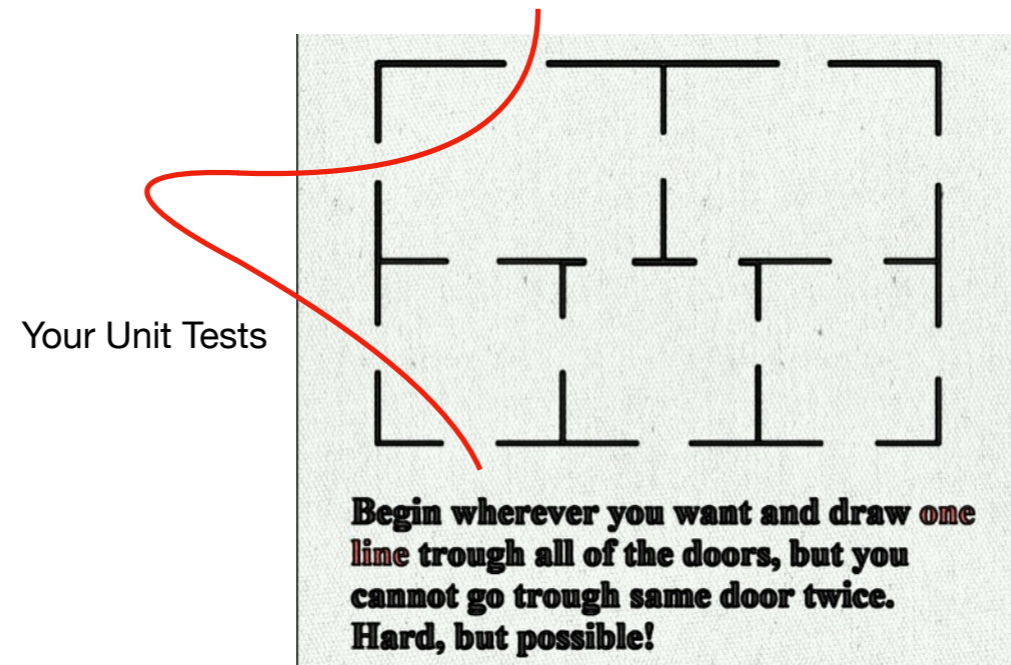 Your Unit Tests
Begin wherever you want and draw one
line trough all of the doors, but you
cannot go trough same door twice.
Hard, but possible!